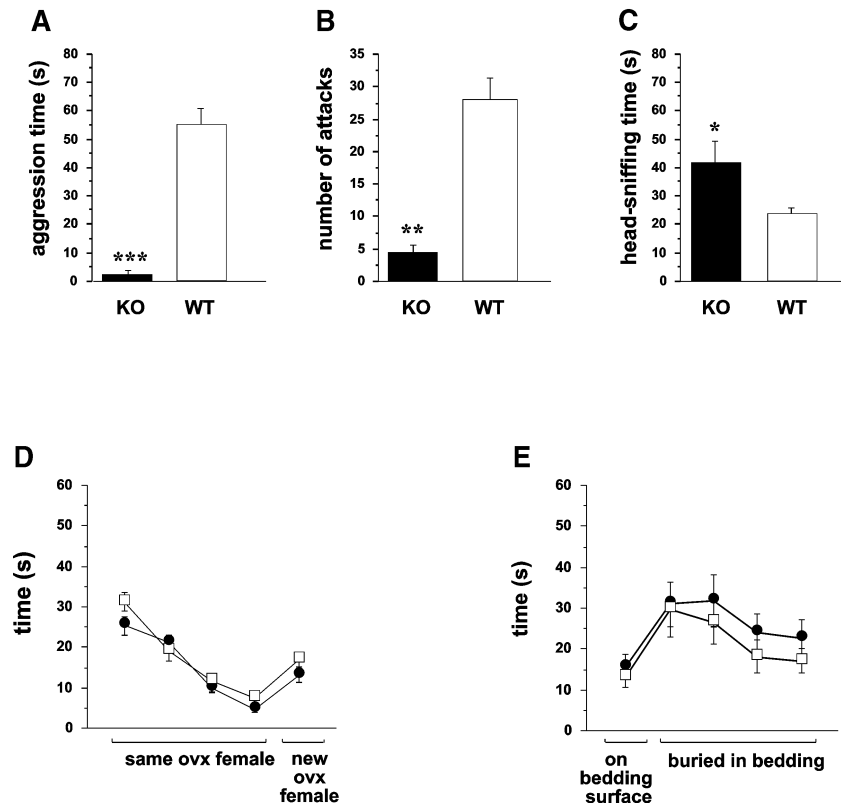 A
aggression time (s)
80
70
60
50
40
30
20
10
0
***
KO WT
B
number of attacks
35
30
25
20
15
10
5
0
**
KO WT
C
head-sniffing time (s)
80
70
60
50
40
30
20
10
0
*
KO WT
D
time (s)
60
50
40
30
20
10
0
same ovx female
new
ovx
female
E
time (s)
60
50
40
30
20
10
0
on
bedding
surface
buried in bedding